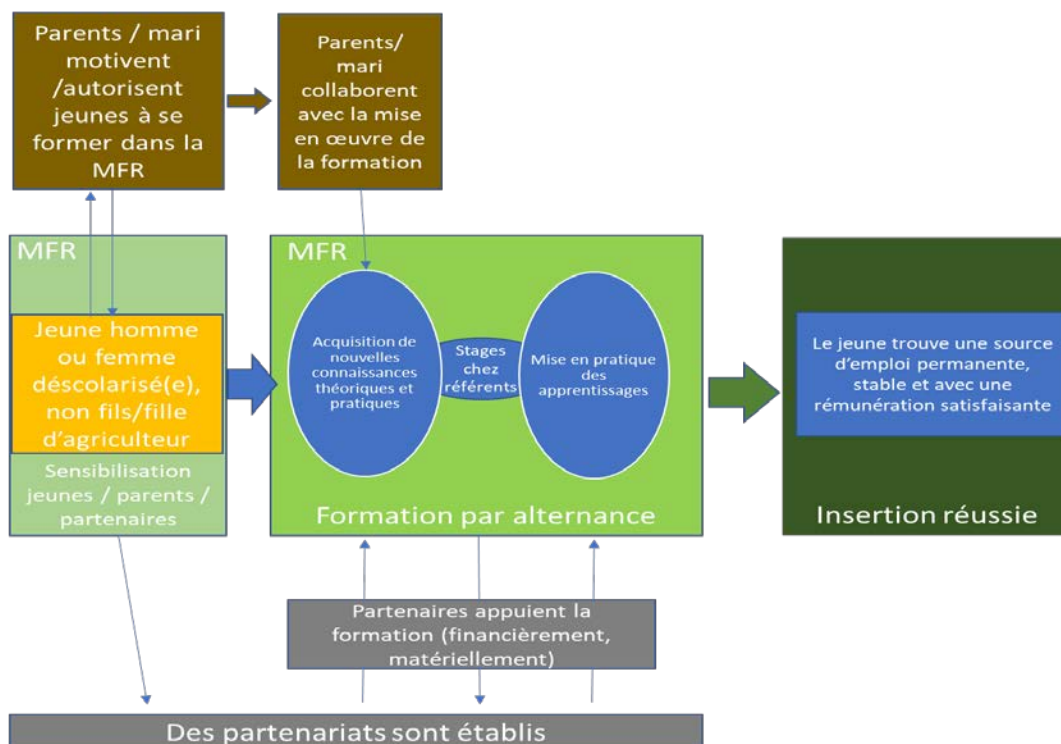 Parents / mari
motivent
/autorisent
jeunes à se
former dans la
MFR
Parents/
mari
collaborent
avec la mise
en œuvre de
la formation
MFR
Jeune homme
ou femme
déscolarisé(e),
non fils/fille
d'agriculteur
Sensibilisation
jeunes / parents /
partenaires
MFR
Acquisition de
nouvelles
connaissances
théoriques et
pratiques
Stages
chez
référents
Mise en pratique
des
apprentissages
Formation par alternance
Le jeune trouve une source
d'emploi permanente,
stable et avec une
rémunération satisfaisante
Insertion réussie
Partenaires appuient la
formation (financièrement,
matériellement)
Des partenariats sont établis